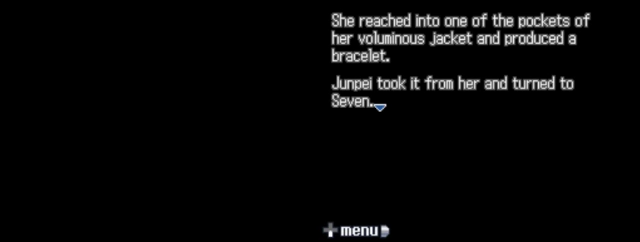 She reached into one of the pockets of
her voluminous jacket and produced a
bracelet.
Junpei took it from her and turned to
Seven.
menu